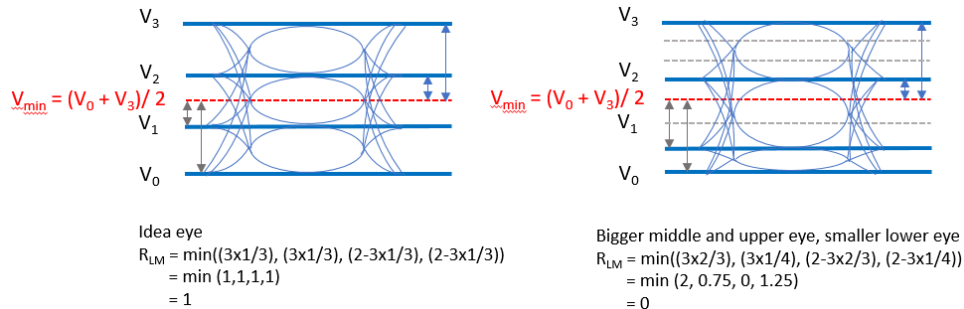 V3
V2
Vmin = (V0 + V3)/ 2
V1
V0
Idea eye
RLM = min((3x1/3), (3x1/3), (2-3x1/3), (2-3x1/3))
= min (1,1,1,1)
= 1
V3
V2
Vmin = (V0 + V3)/ 2
V1
V0
Bigger middle and upper eye, smaller lower eye
RLM = min((3x2/3), (3x1/4), (2-3x2/3), (2-3x1/4))
= min (2, 0.75, 0, 1.25)
= 0